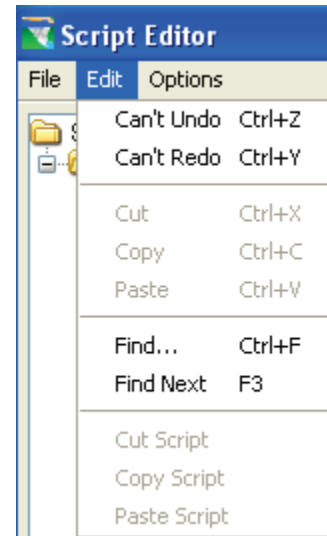 Script Editor
File Edit Options
Can't Undo Ctrl+Z
Can't Redo Ctrl+Y
Cut Ctrl+X
Copy Ctrl+C
Paste Ctrl+V
Find... Ctrl+F
Find Next F3
Cut Script
Copy Script
Paste Script